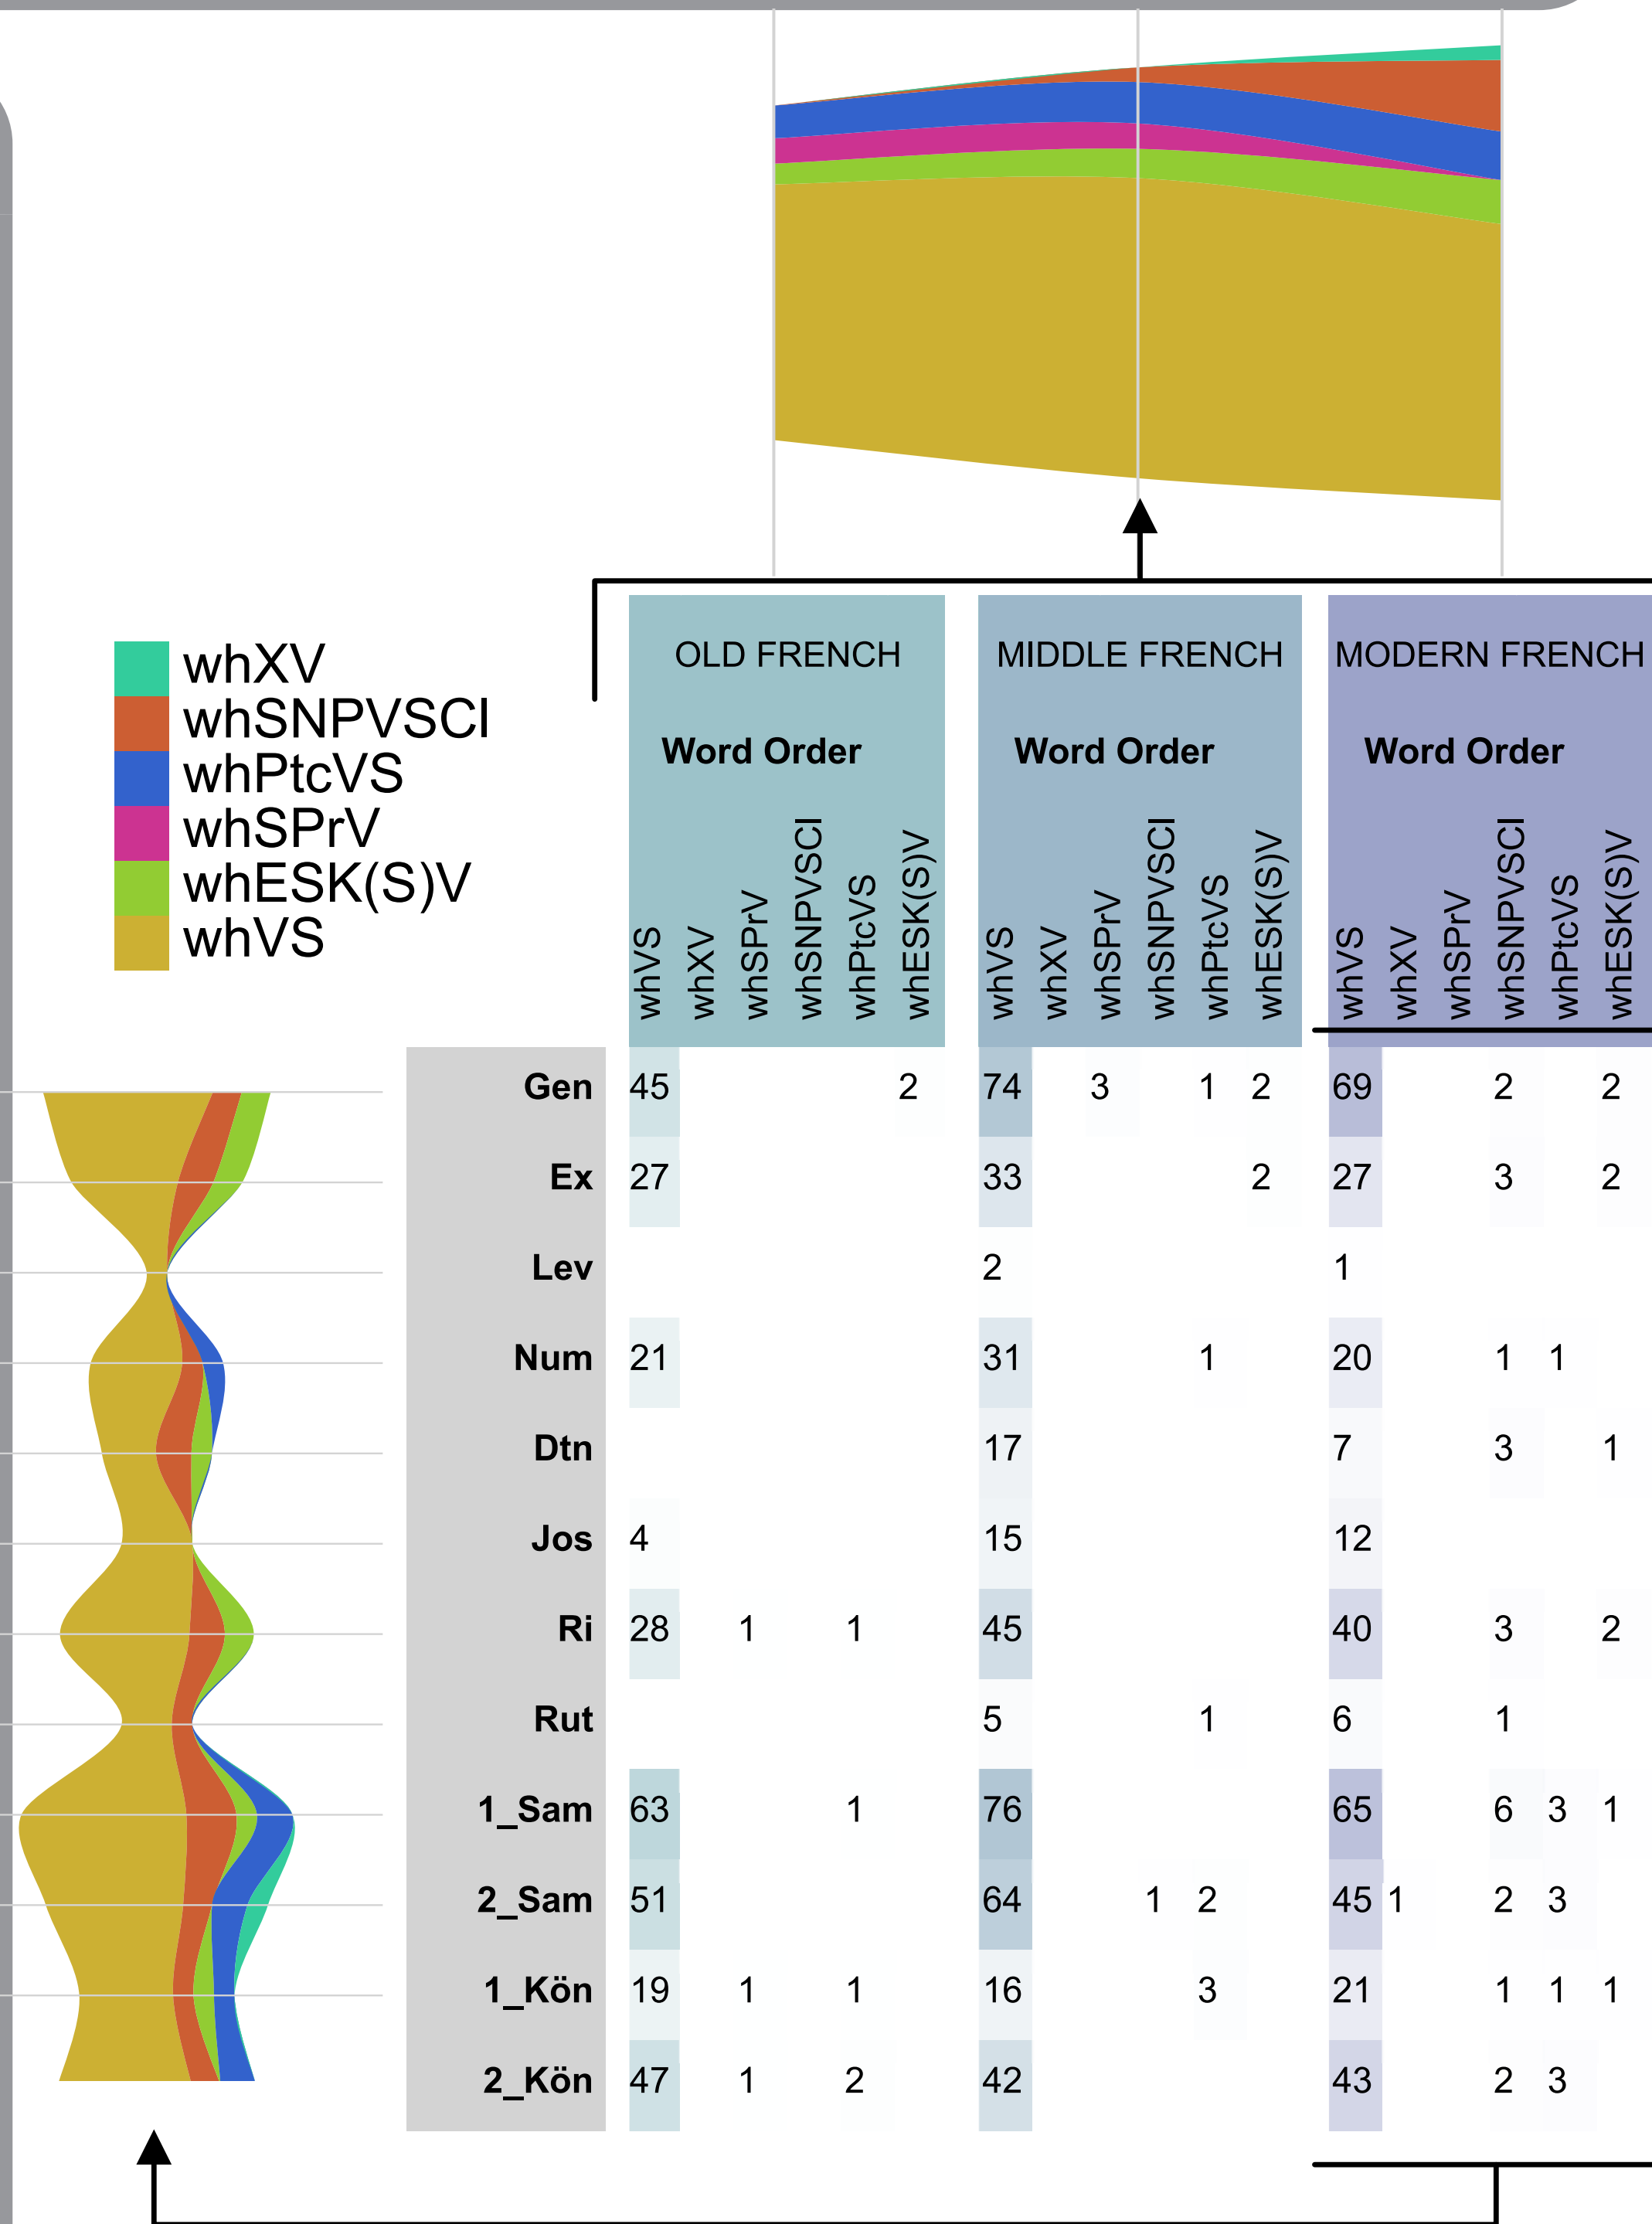 whXV
whSNPVSCl
whPtcVS
whSPrV
whESK(S)V
whVS
OLD FRENCH MIDDLE FRENCH MODERN FRENCH
Word Order Word Order Word Order
whVS whXV whSPrV whSNPVSCl whPtcVS whESK(S)V whVS whXV whSPrV whSNPVSCl whPtcVS whESK(S)V whVS whXV whSPrV whSNPVSCl whPtcVS whESK(S)V
Gen 45 2 74 3 1 2 69 2 2
Ex 27 33 2 27 3 2
Lev 2 1
Num 21 31 1 20 1 1
Dtn 17 7 3 1
Jos 4 15 12
Ri 28 1 1 45 40 3 2
Rut 5 1 6 1
1_Sam 63 1 76 65 6 3 1
2_Sam 51 64 1 2 45 1 2 3
1_Kön 19 1 1 16 3 21 1 1 1
2_Kön 47 1 2 42 43 2 3